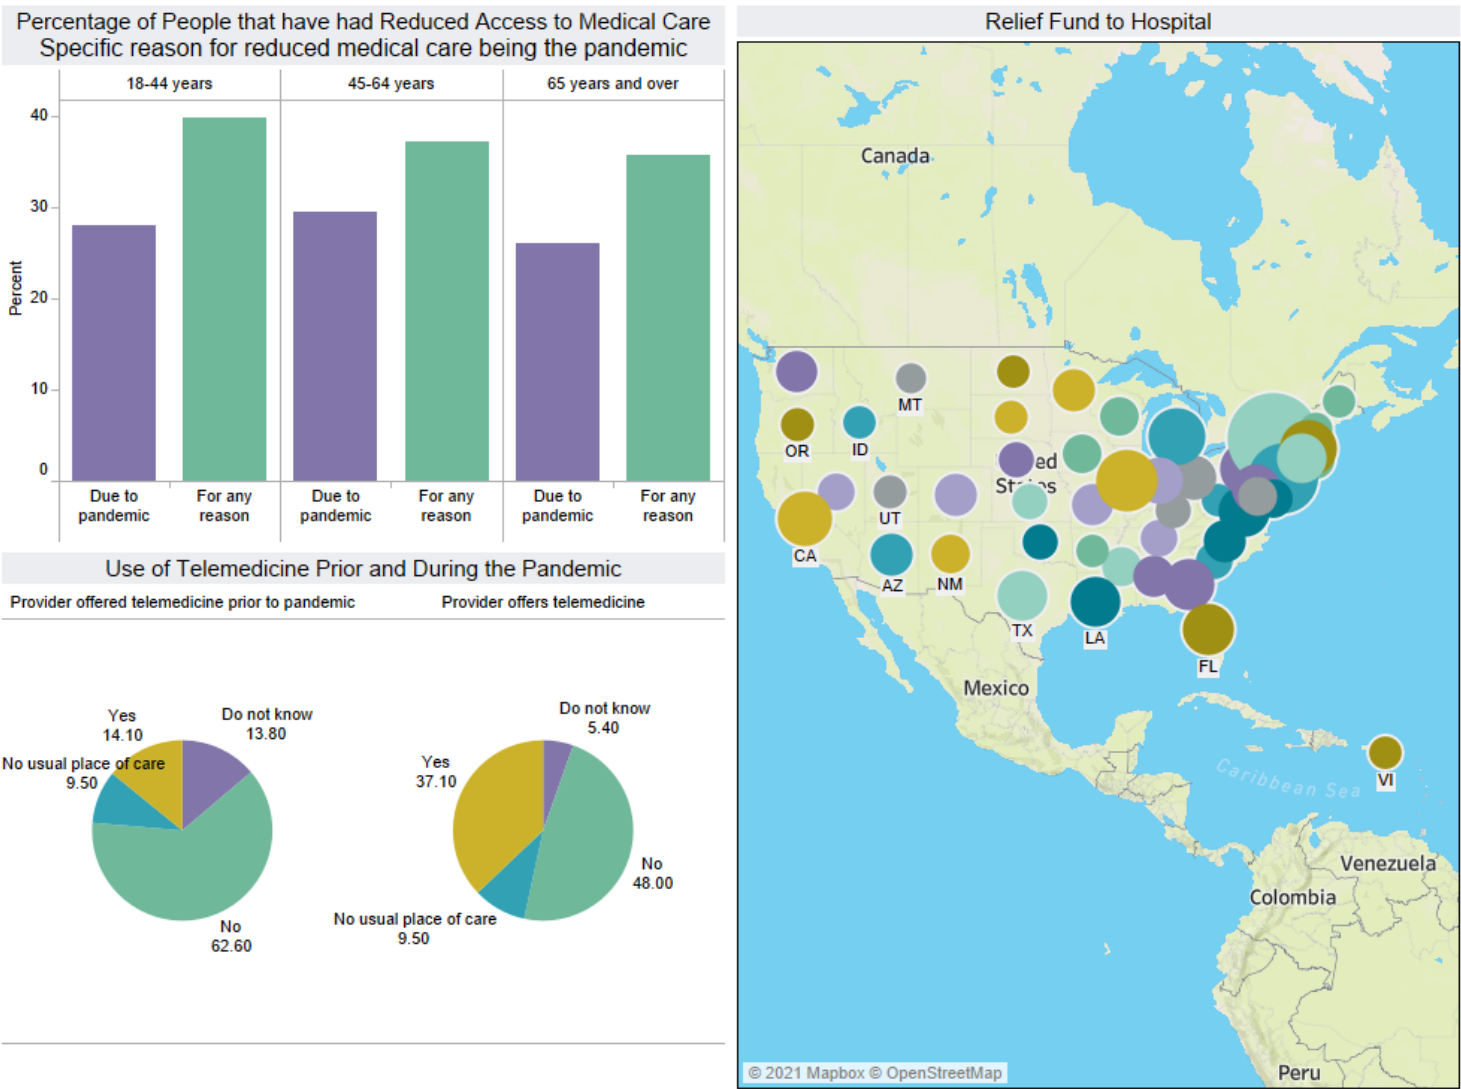 Percentage of People that have had Reduced Access to Medical Care
Specific reason for reduced medical care being the pandemic
18-44 years
45-64 years
65 years and over
40
30
20
10
0
Percent
Due to
pandemic
For any
reason
Due to
pandemic
For any
reason
Due to
pandemic
For any
reason
Use of Telemedicine Prior and During the Pandemic
Provider offered telemedicine prior to pandemic
Provider offers telemedicine
Yes
14.10
Do not know
13.80
No usual place of care
9.50
No
62.60
Do not know
5.40
Yes
37.10
No
48.00
No usual place of care
9.50
Relief Fund to Hospital
Canada
MT
OR
ID
ed
States
UT
CA
AZ
NM
TX
LA
FL
Mexico
VI
Caribbean Sea
Venezuela
Colombia
Peru
© 2021 Mapbox © OpenStreetMap